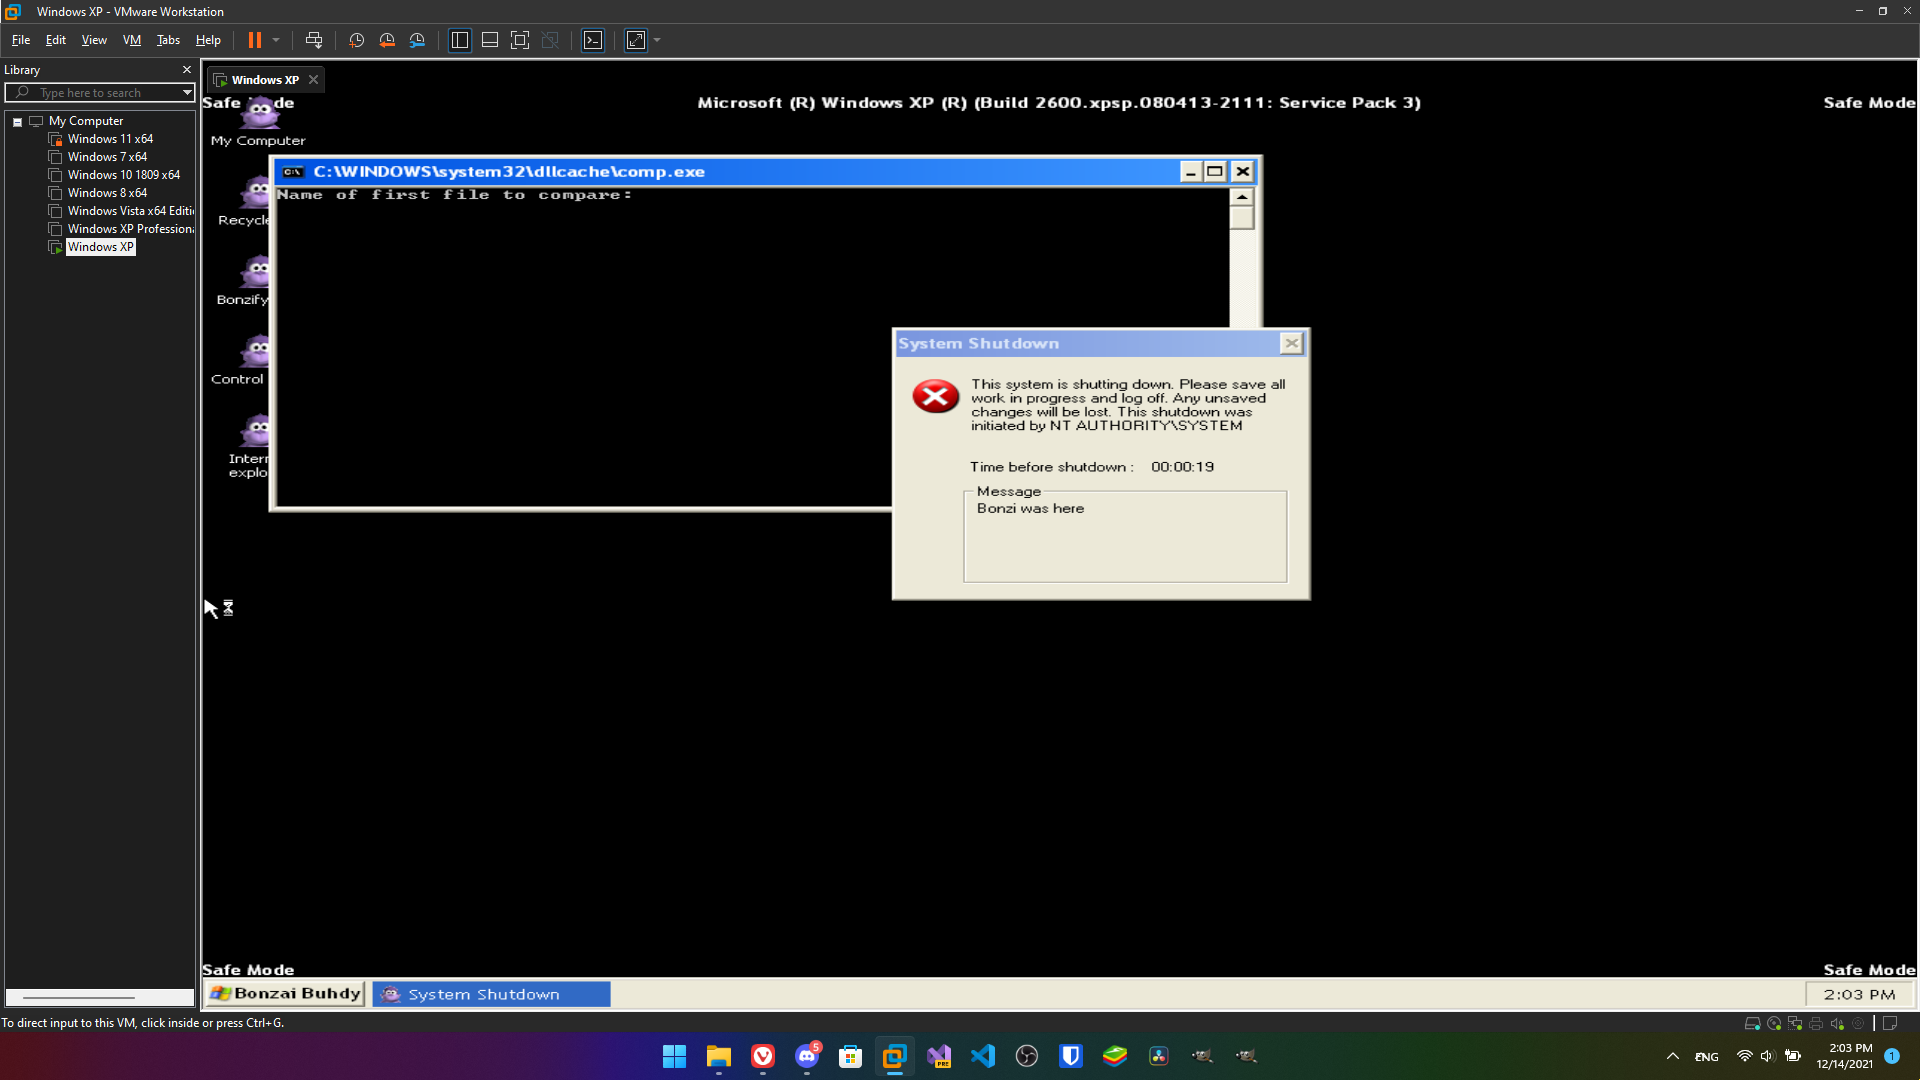 Windows XP - VMware Workstation
File Edit View VM Tabs Help
Library
Type here to search
My Computer
Windows 11 x64
Windows 7 x64
Windows 10 1809 x64
Windows 8 x64
Windows Vista x64 Editi
Windows XP Professiona
Windows XP
Windows XP
Safe de
Microsoft (R) Windows XP (R) (Build 2600.xpsp.080413-2111: Service Pack 3)
Safe Mode
My Computer
Recycle
Bonzify
Control
Intern
explo
C:\WINDOWS\system32\dllcache\comp.exe
Name of first file to compare:
System Shutdown
This system is shutting down. Please save all
work in progress and log off. Any unsaved
changes will be lost. This shutdown was
initiated by NT AUTHORITY\SYSTEM
Time before shutdown : 00:00:19
Message
Bonzi was here
Safe Mode
Safe Mode
Bonzai Buhdy
System Shutdown
2:03 PM
To direct input to this VM, click inside or press Ctrl+G.
5
PRE
ENG
2:03 PM
12/14/2021
1